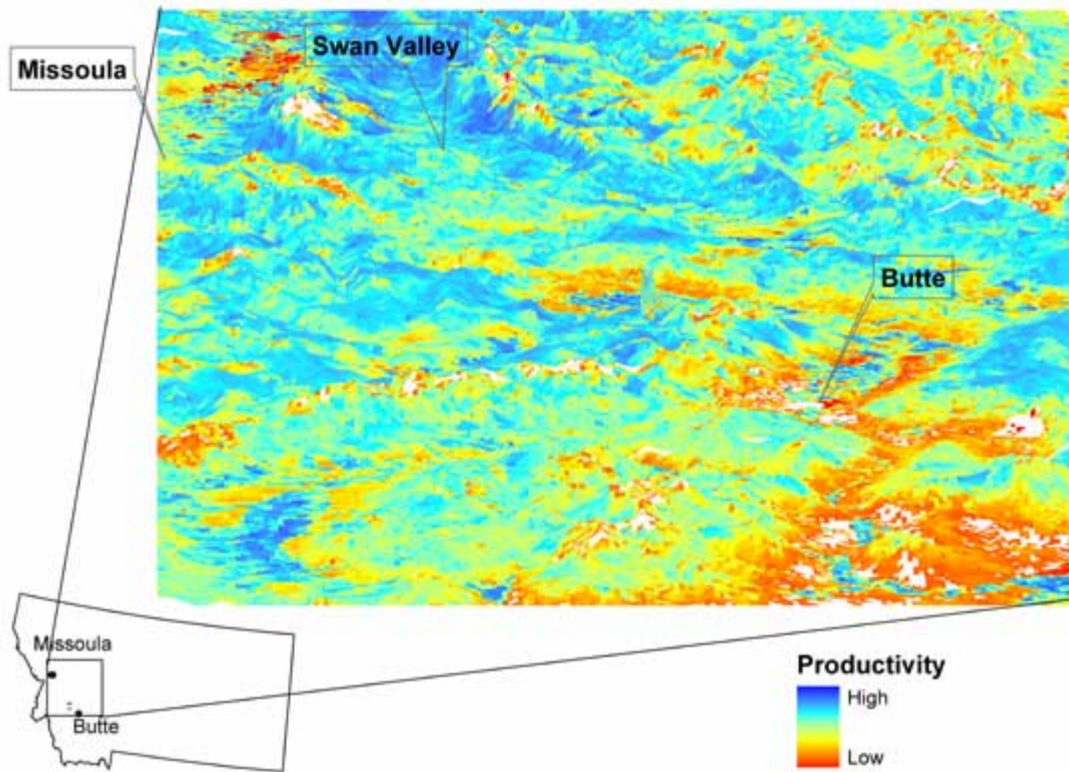 Swan Valley
Missoula
Butte
Missoula
Butte
Productivity
High
Low